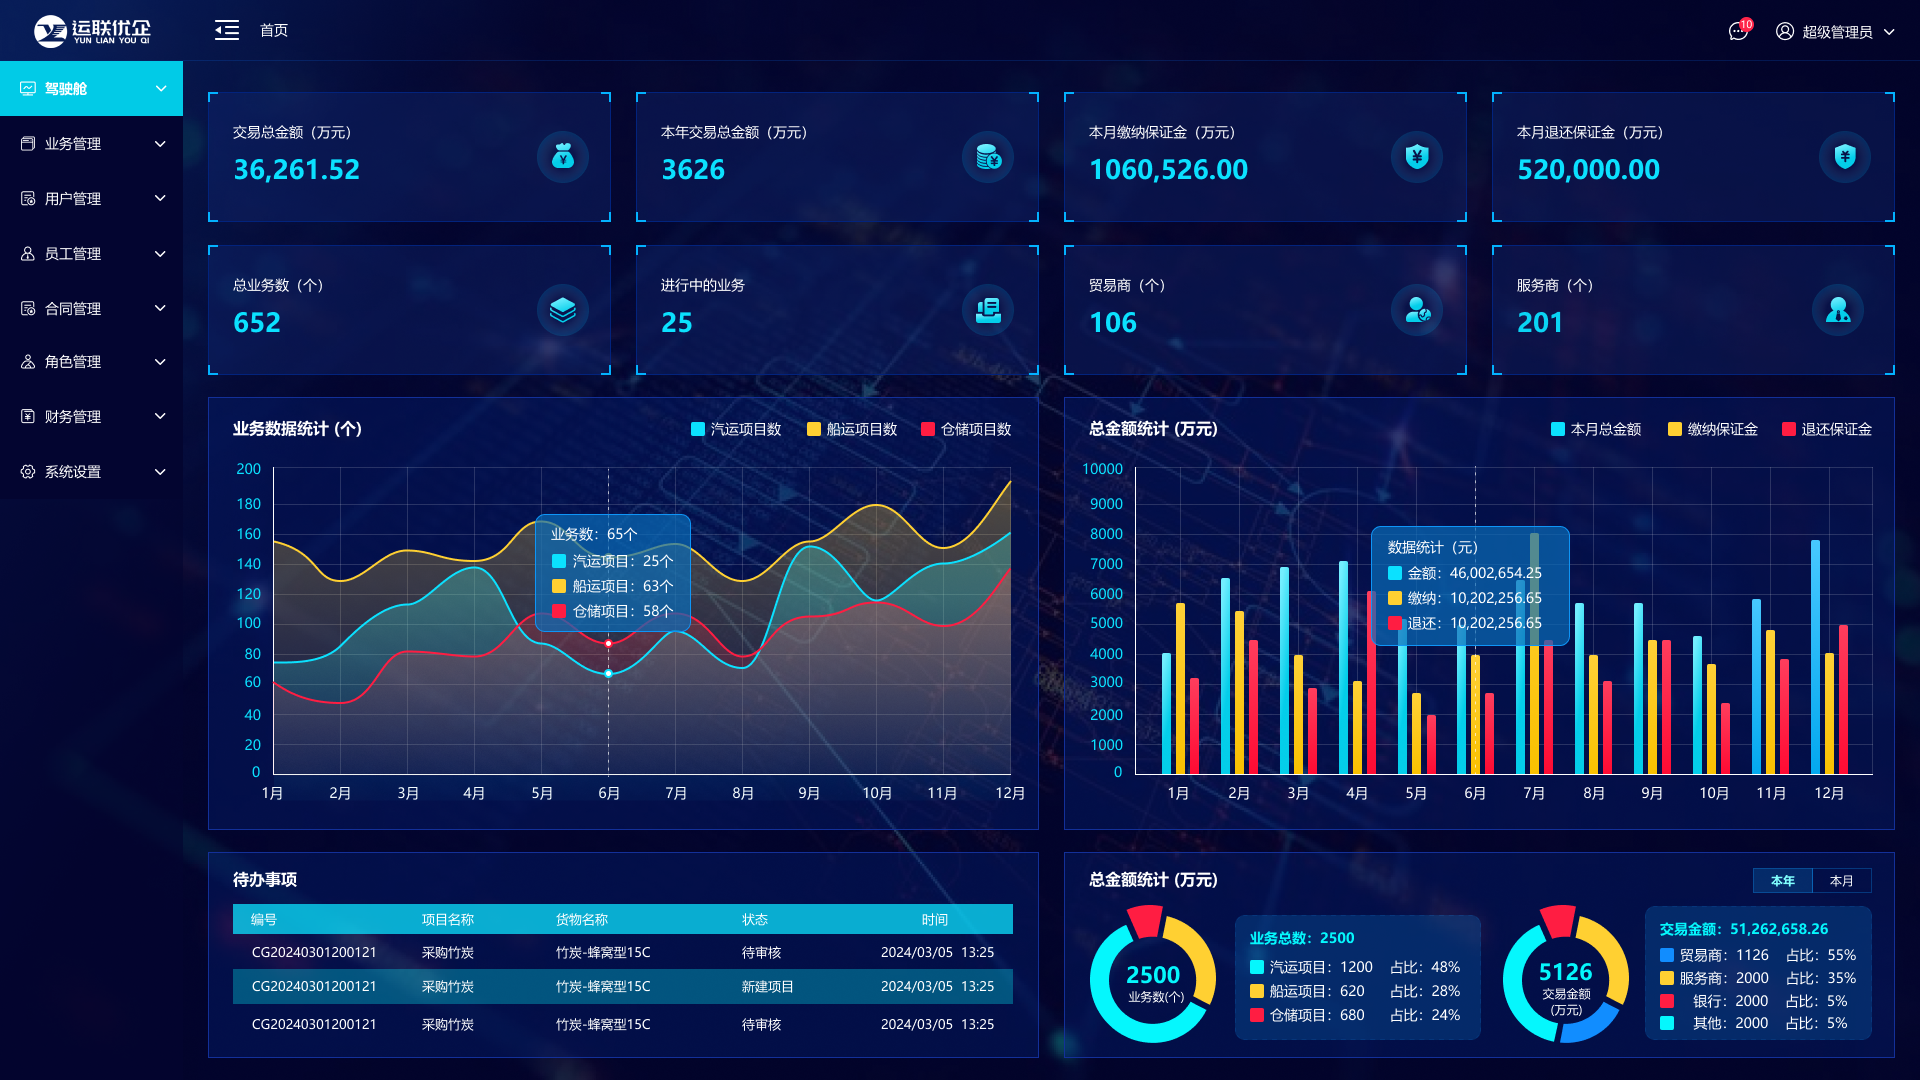 运联优企
YUN LIAN YOU QI
首页
10
超级管理员
驾驶舱
业务管理
用户管理
员工管理
合同管理
角色管理
财务管理
系统设置
交易总金额（万元）
36,261.52
本年交易总金额（万元）
3626
本月缴纳保证金（万元）
1060,526.00
本月退还保证金（万元）
520,000.00
总业务数（个）
652
进行中的业务
25
贸易商（个）
106
服务商（个）
201
业务数据统计 (个)
汽运项目数 船运项目数 仓储项目数
200
180
160
140
120
100
80
60
40
20
0
1月 2月 3月 4月 5月 6月 7月 8月 9月 10月 11月 12月
业务数：65个
汽运项目：25个
船运项目：63个
仓储项目：58个
总金额统计 (万元)
本月总金额 缴纳保证金 退还保证金
10000
9000
8000
7000
6000
5000
4000
3000
2000
1000
0
1月 2月 3月 4月 5月 6月 7月 8月 9月 10月 11月 12月
数据统计（元）
金额：46,002,654.25
缴纳：10,202,256.65
退还：10,202,256.65
待办事项
编号 项目名称 货物名称 状态 时间
CG20240301200121 采购竹炭 竹炭-蜂窝型15C 待审核 2024/03/05 13:25
CG20240301200121 采购竹炭 竹炭-蜂窝型15C 新建项目 2024/03/05 13:25
CG20240301200121 采购竹炭 竹炭-蜂窝型15C 待审核 2024/03/05 13:25
总金额统计 (万元)
本年 本月
2500
业务数(个)
业务总数：2500
汽运项目：1200 占比：48%
船运项目：620 占比：28%
仓储项目：680 占比：24%
5126
交易金额
(万元)
交易金额：51,262,658.26
贸易商：1126 占比：55%
服务商：2000 占比：35%
银行：2000 占比：5%
其他：2000 占比：5%